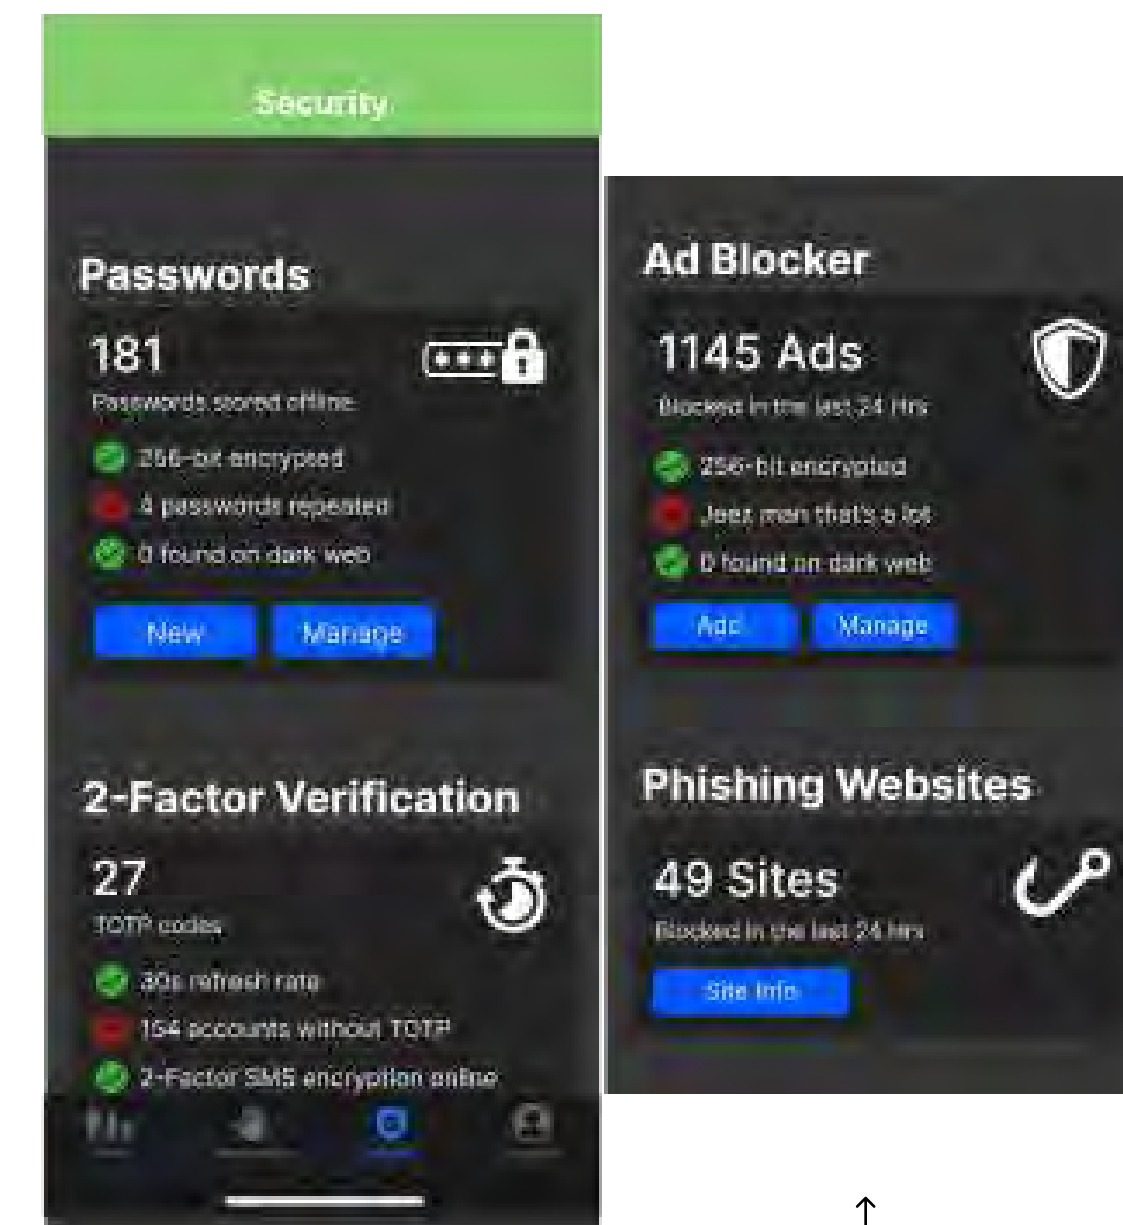 Security
Passwords
181
Passwords stored offline
256-bit encrypted
4 passwords repeated
0 found on dark web
New
Manage
2-Factor Verification
27
TOTP codes
30s refresh rate
154 accounts without TOTP
2-Factor SMS encryption online
Ad Blocker
1145 Ads
Blocked in the last 24 Hrs
256-bit encrypted
Jeez man that's a lot
0 found on dark web
Add
Manage
Phishing Websites
49 Sites
Blocked in the last 24 Hrs
Site Info